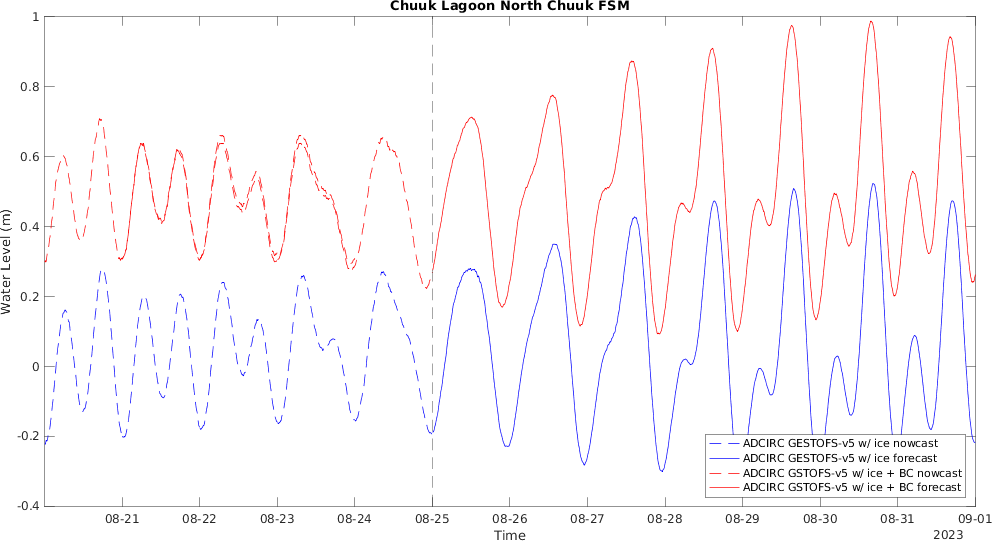 Chuuk Lagoon North Chuuk FSM
1
0.8
0.6
0.4
0.2
0
-0.2
-0.4
Water Level (m)
08-21 08-22 08-23 08-24 08-25 08-26 08-27 08-28 08-29 08-30 08-31 09-01
Time
2023
ADCIRC GESTOFS-v5 w/ ice nowcast
ADCIRC GESTOFS-v5 w/ ice forecast
ADCIRC GSTOFS-v5 w/ ice + BC nowcast
ADCIRC GSTOFS-v5 w/ ice + BC forecast